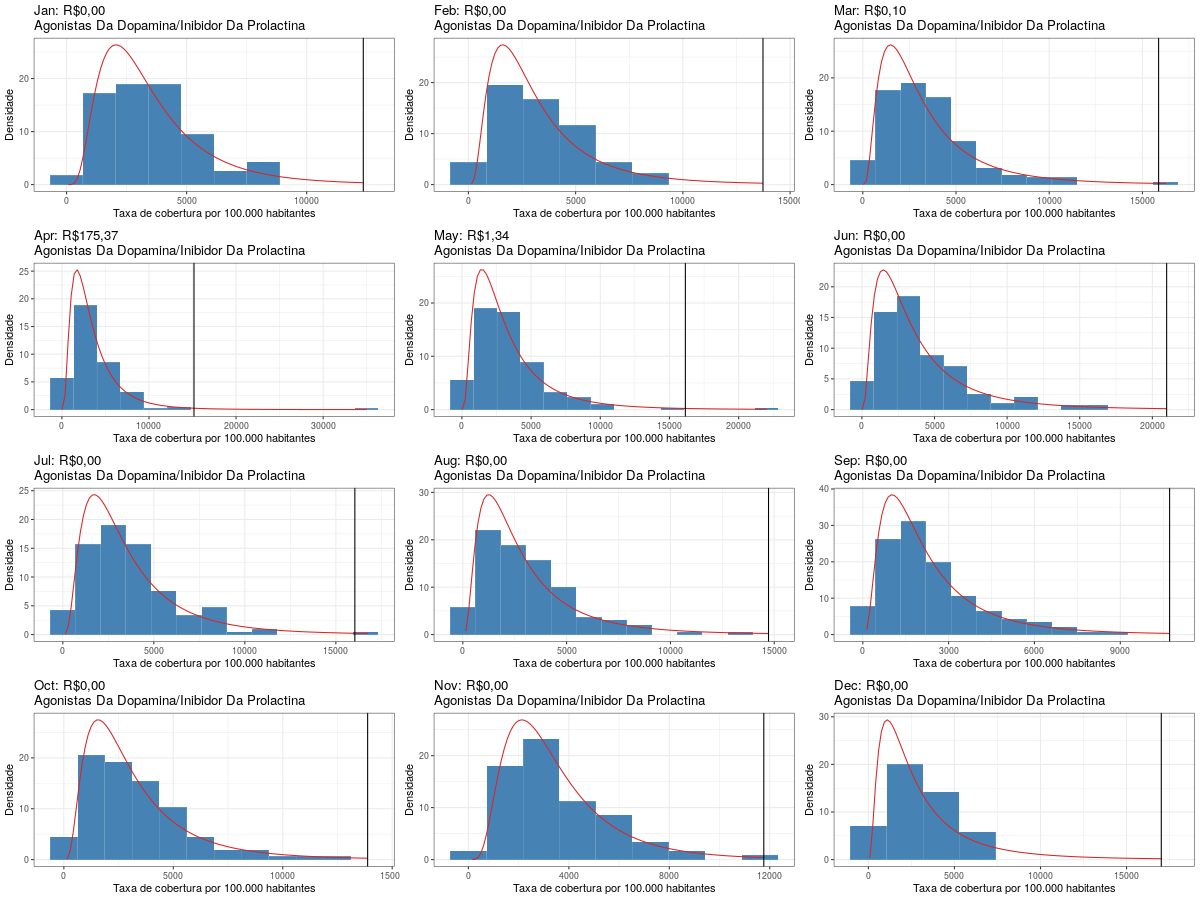 Jan: R$0,00
Agonistas Da Dopamina/Inibidor Da Prolactina
Densidade
20
10
0
0
5000
10000
Taxa de cobertura por 100.000 habitantes
Feb: R$0,00
Agonistas Da Dopamina/Inibidor Da Prolactina
Densidade
20
10
0
0
5000
10000
1500
Taxa de cobertura por 100.000 habitantes
Mar: R$0,10
Agonistas Da Dopamina/Inibidor Da Prolactina
Densidade
20
10
0
0
5000
10000
15000
Taxa de cobertura por 100.000 habitantes
Apr: R$175,37
Agonistas Da Dopamina/Inibidor Da Prolactina
Densidade
25
20
15
10
5
0
0
10000
20000
30000
Taxa de cobertura por 100.000 habitantes
May: R$1,34
Agonistas Da Dopamina/Inibidor Da Prolactina
Densidade
20
10
0
0
5000
10000
15000
20000
Taxa de cobertura por 100.000 habitantes
Jun: R$0,00
Agonistas Da Dopamina/Inibidor Da Prolactina
Densidade
20
15
10
5
0
0
5000
10000
15000
20000
Taxa de cobertura por 100.000 habitantes
Jul: R$0,00
Agonistas Da Dopamina/Inibidor Da Prolactina
Densidade
25
20
15
10
5
0
0
5000
10000
15000
Taxa de cobertura por 100.000 habitantes
Aug: R$0,00
Agonistas Da Dopamina/Inibidor Da Prolactina
Densidade
30
20
10
0
0
5000
10000
15000
Taxa de cobertura por 100.000 habitantes
Sep: R$0,00
Agonistas Da Dopamina/Inibidor Da Prolactina
Densidade
40
30
20
10
0
0
3000
6000
9000
Taxa de cobertura por 100.000 habitantes
Oct: R$0,00
Agonistas Da Dopamina/Inibidor Da Prolactina
Densidade
20
10
0
0
5000
10000
1500
Taxa de cobertura por 100.000 habitantes
Nov: R$0,00
Agonistas Da Dopamina/Inibidor Da Prolactina
Densidade
20
10
0
0
4000
8000
12000
Taxa de cobertura por 100.000 habitantes
Dec: R$0,00
Agonistas Da Dopamina/Inibidor Da Prolactina
Densidade
30
20
10
0
0
5000
10000
15000
Taxa de cobertura por 100.000 habitantes